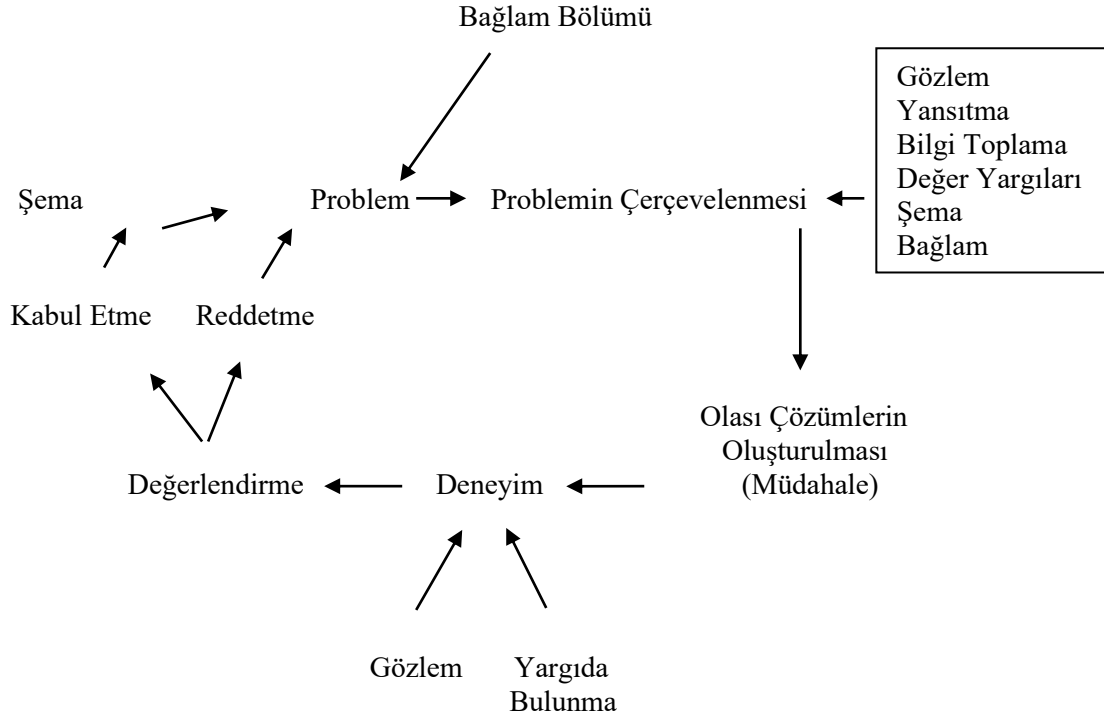 Bağlam Bölümü
Gözlem
Yansıtma
Bilgi Toplama
Değer Yargıları
Şema
Bağlam
Şema
Problem
Problemin Çerçevelenmesi
Kabul Etme
Reddetme
Olası Çözümlerin
Oluşturulması
(Müdahale)
Değerlendirme
Deneyim
Gözlem
Yargıda
Bulunma